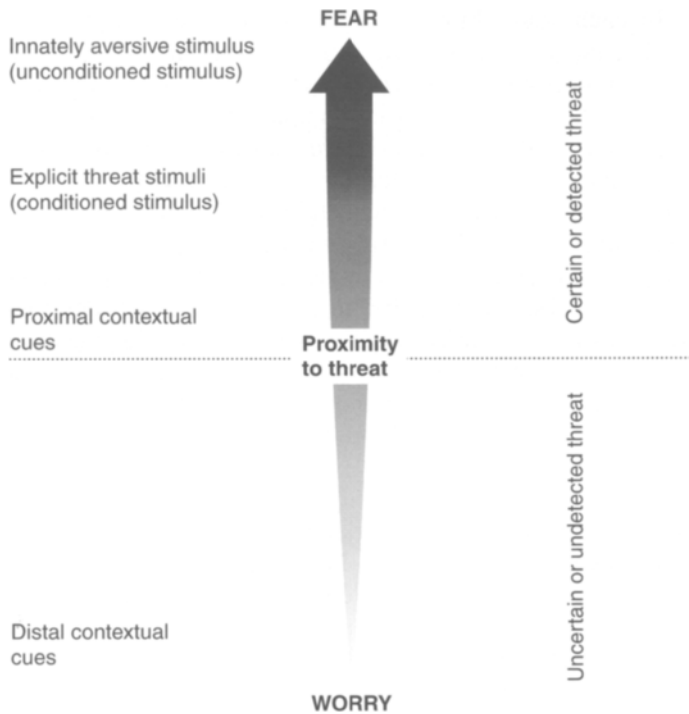 FEAR
Innately aversive stimulus
(unconditioned stimulus)
Explicit threat stimuli
(conditioned stimulus)
Certain or detected threat
Proximal contextual
cues
Proximity
to threat
Uncertain or undetected threat
Distal contextual
cues
WORRY